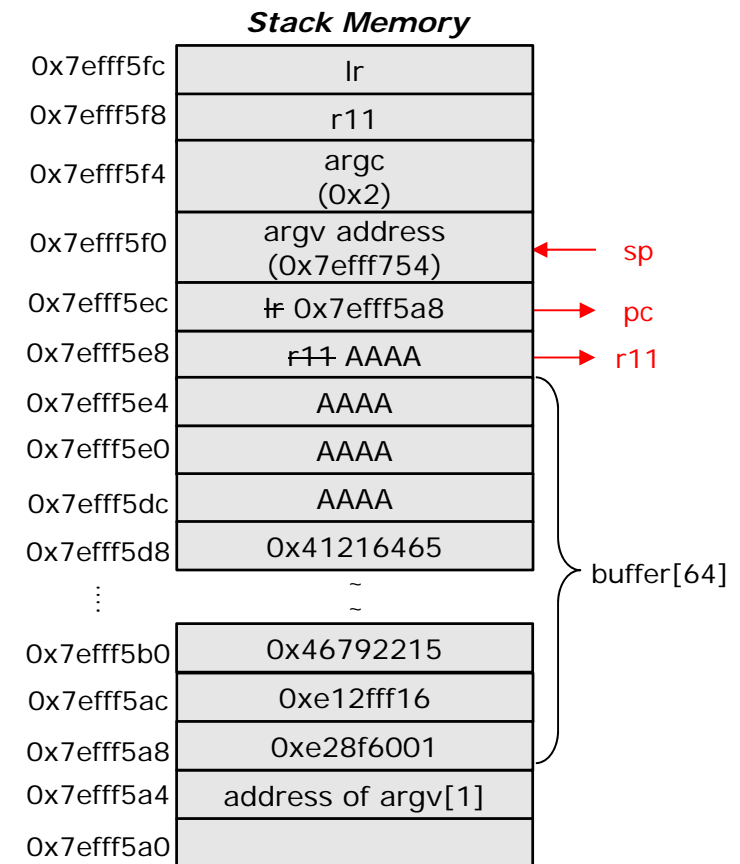 Stack Memory
0x7efff5fc lr
0x7efff5f8 r11
0x7efff5f4 argc
(0x2)
0x7efff5f0 argv address
(0x7efff754) sp
0x7efff5ec lr 0x7efff5a8 pc
0x7efff5e8 r11 AAAA r11
0x7efff5e4 AAAA
0x7efff5e0 AAAA
0x7efff5dc AAAA
0x7efff5d8 0x41216465
buffer[64]
⋮ ~
~
0x7efff5b0 0x46792215
0x7efff5ac 0xe12fff16
0x7efff5a8 0xe28f6001
0x7efff5a4 address of argv[1]
0x7efff5a0